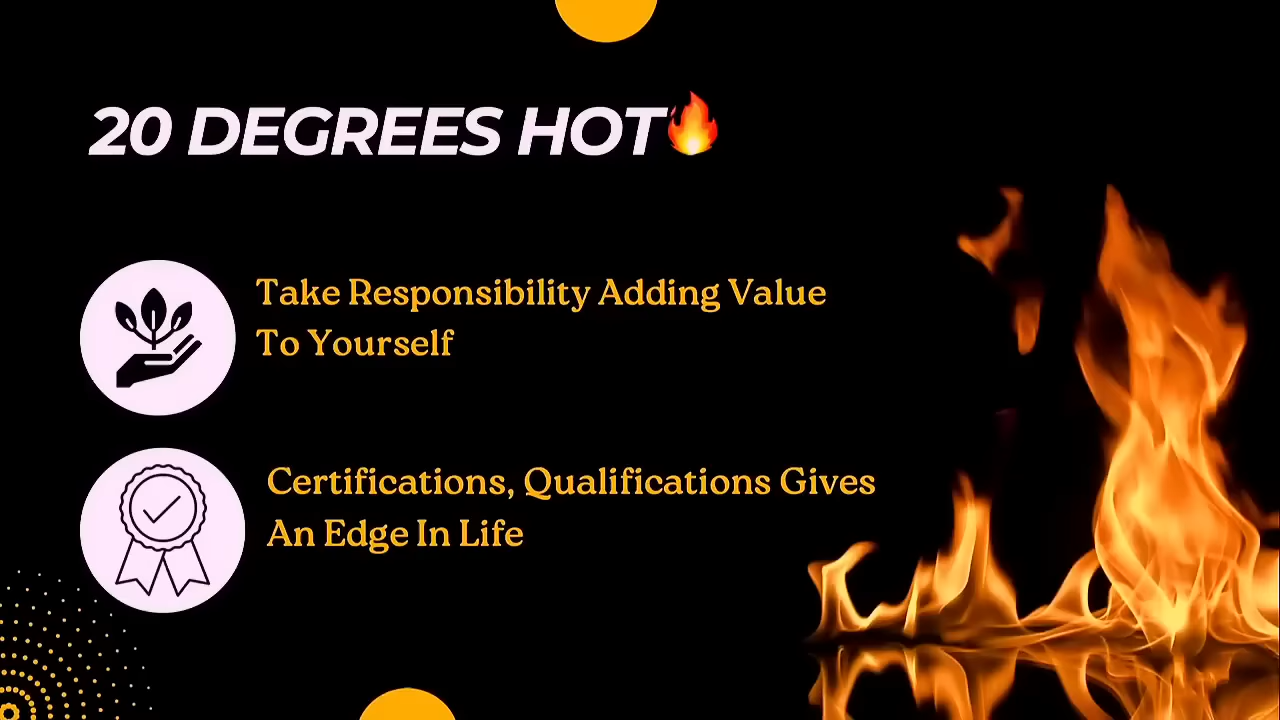 20 DEGREES HOT🔥
Take Responsibility Adding Value
To Yourself
Certifications, Qualifications Gives
An Edge In Life